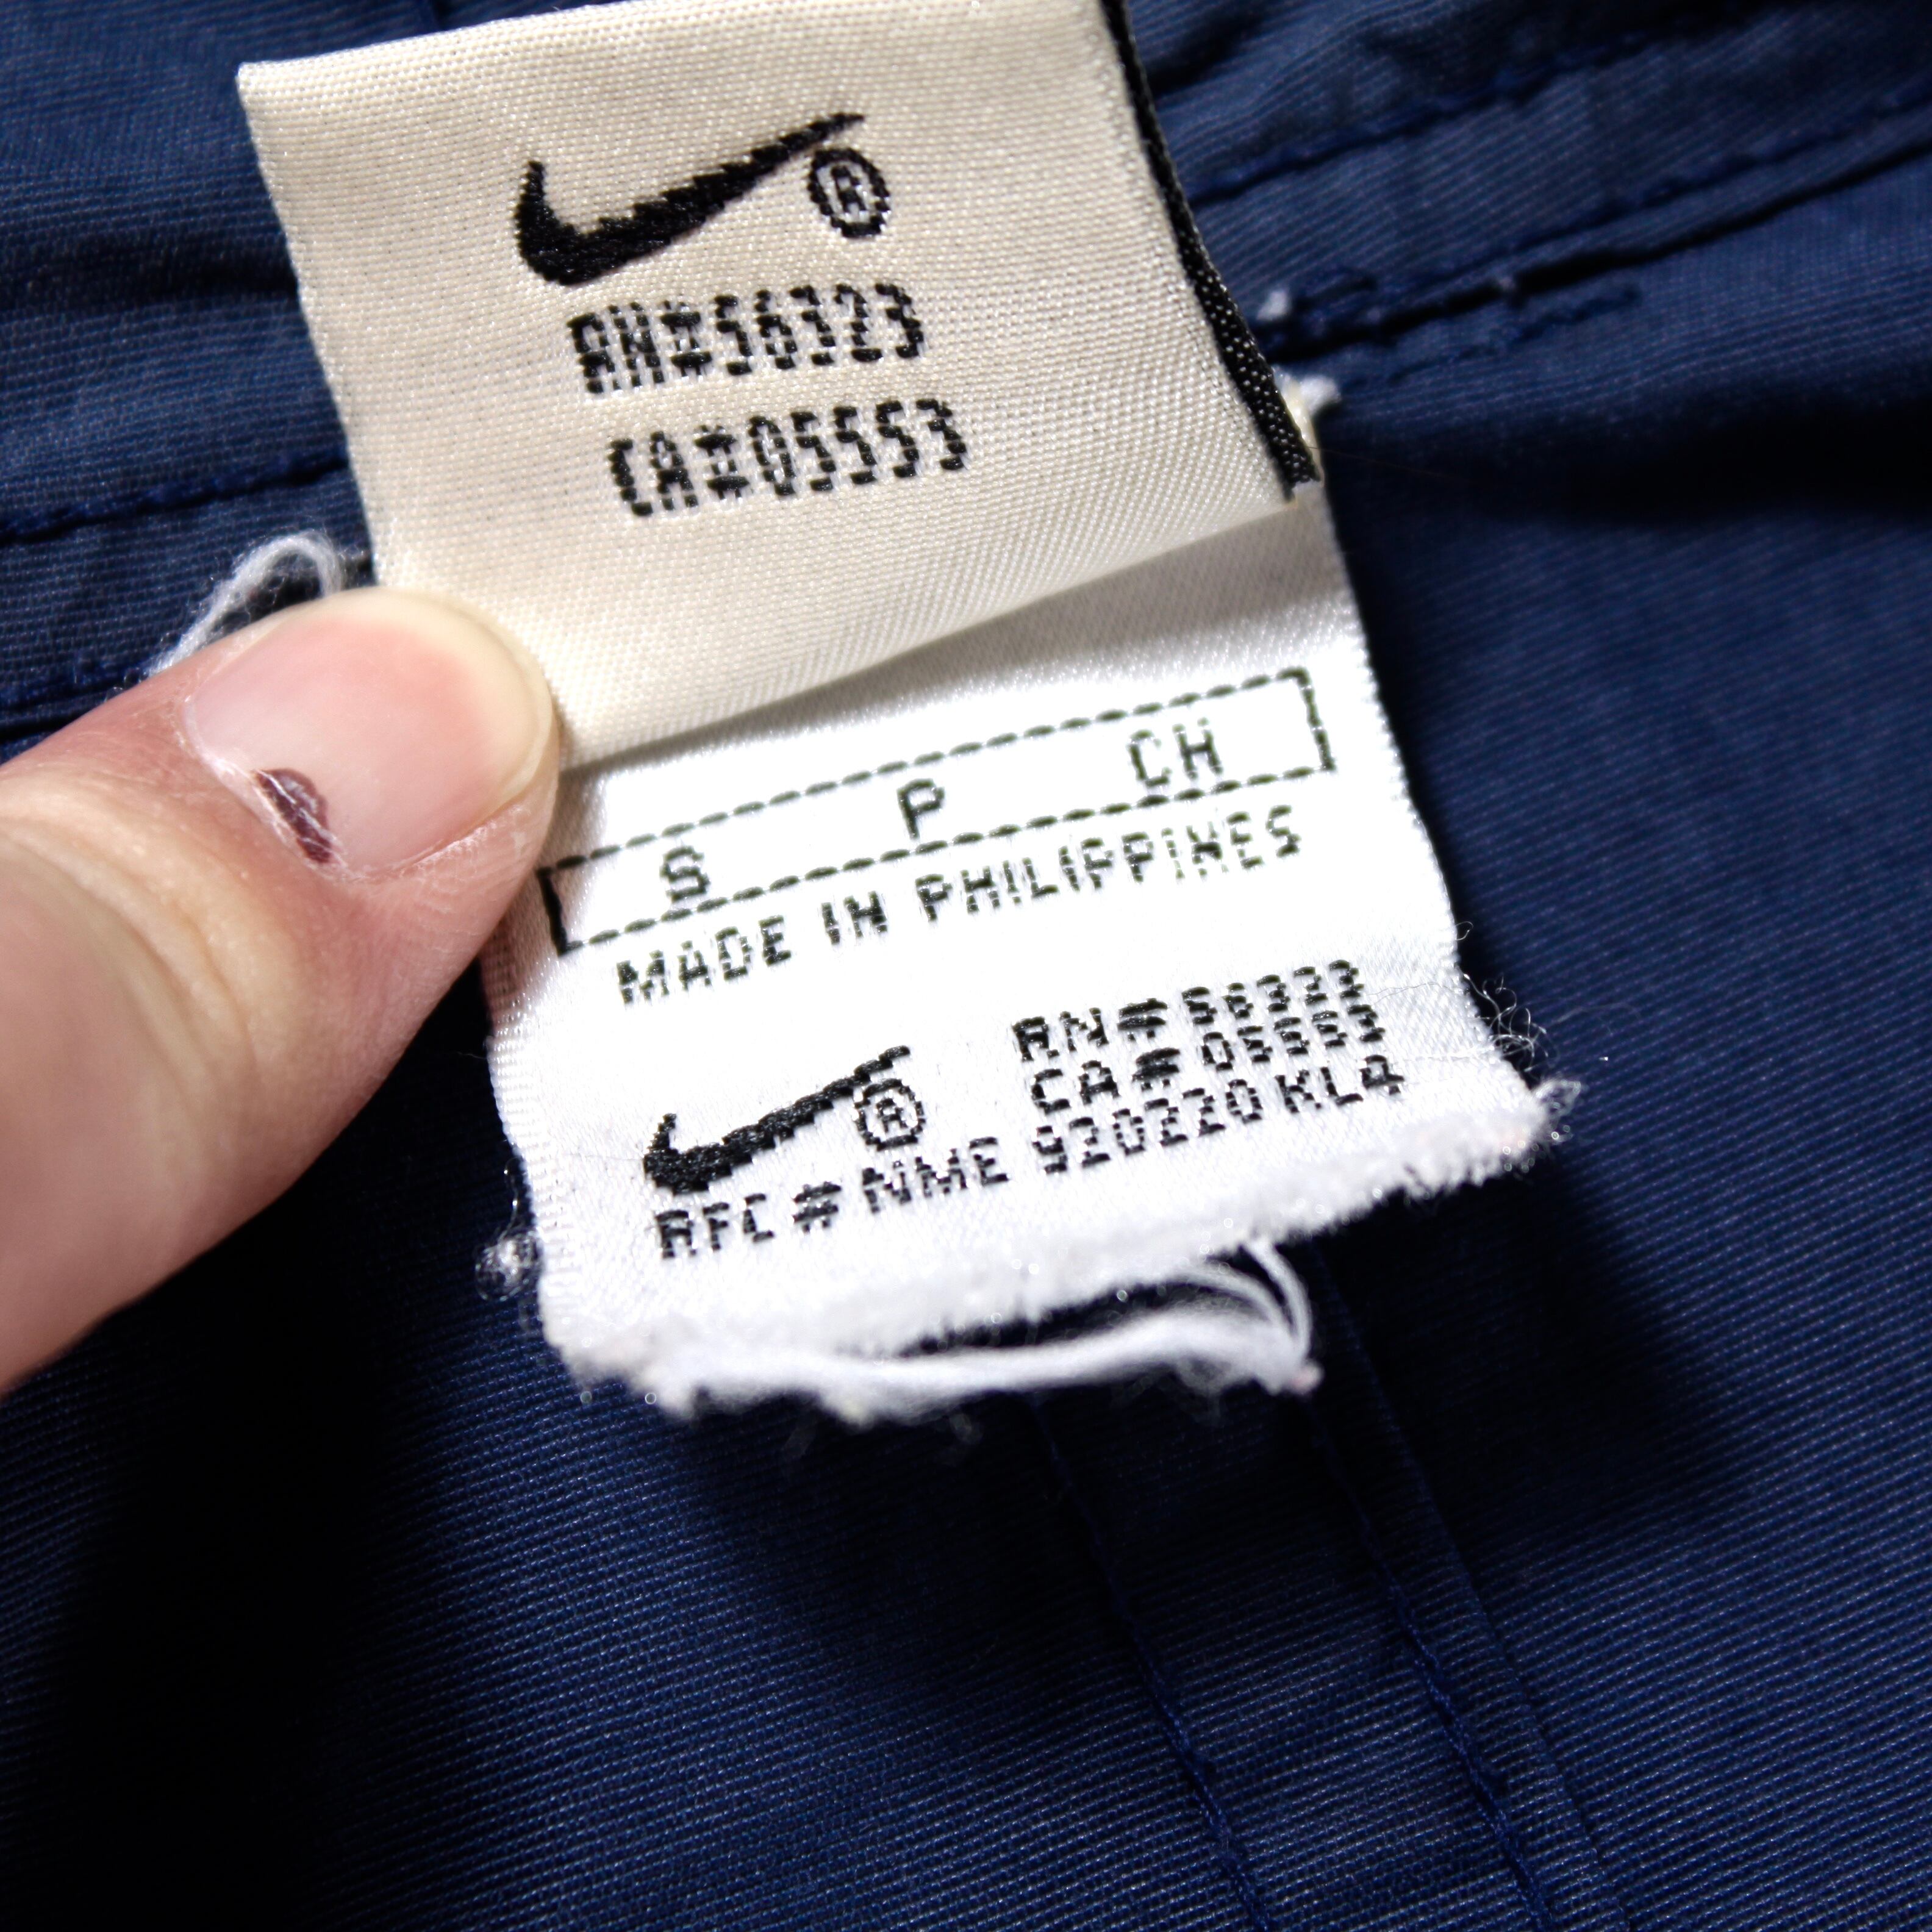 ®
RN#56323
CA#05553
S P CH
MADE IN PHILIPPINES
RN#56323
CA#05553
®
RFC#NME 920220 KL4